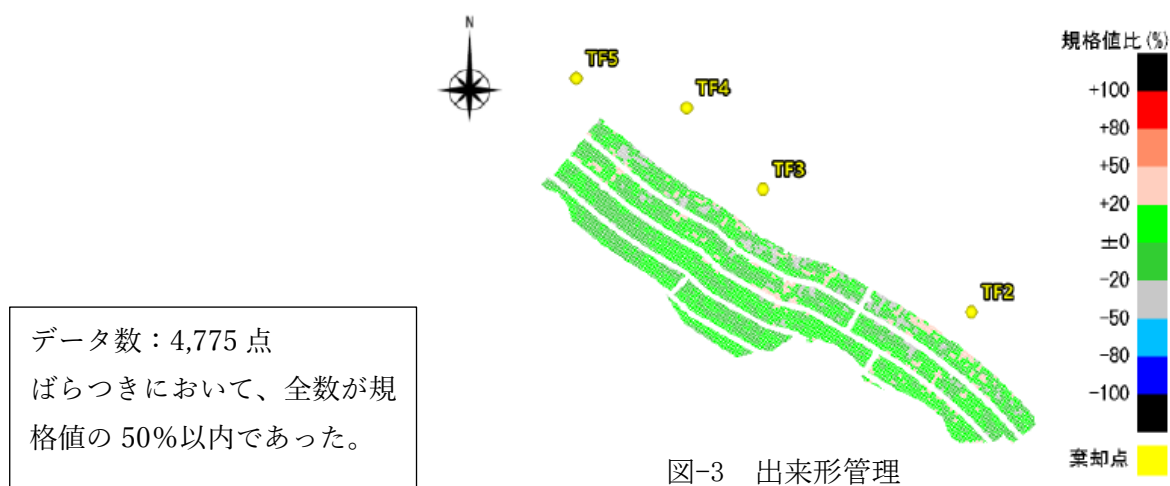 N
規格値比(%)
TF5
TF4
TF3
TF2
+100
+80
+50
+20
±0
-20
-50
-80
-100
棄却点
データ数：4,775 点
ばらつきにおいて、全数が規
格値の 50%以内であった。
図-3 出来形管理